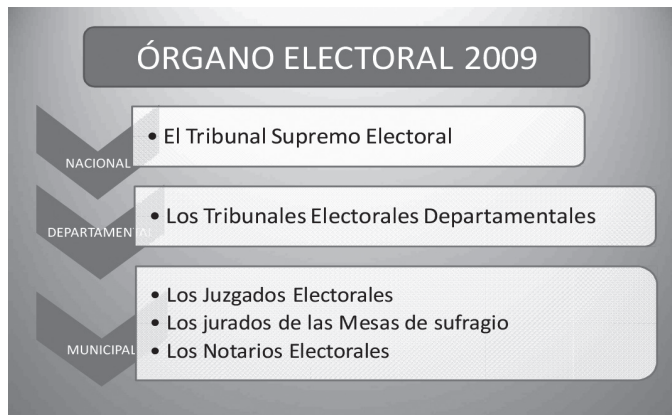 ÓRGANO ELECTORAL 2009
NACIONAL
• El Tribunal Supremo Electoral
DEPARTAMENTAL
• Los Tribunales Electorales Departamentales
MUNICIPAL
• Los Juzgados Electorales
• Los jurados de las Mesas de sufragio
• Los Notarios Electorales